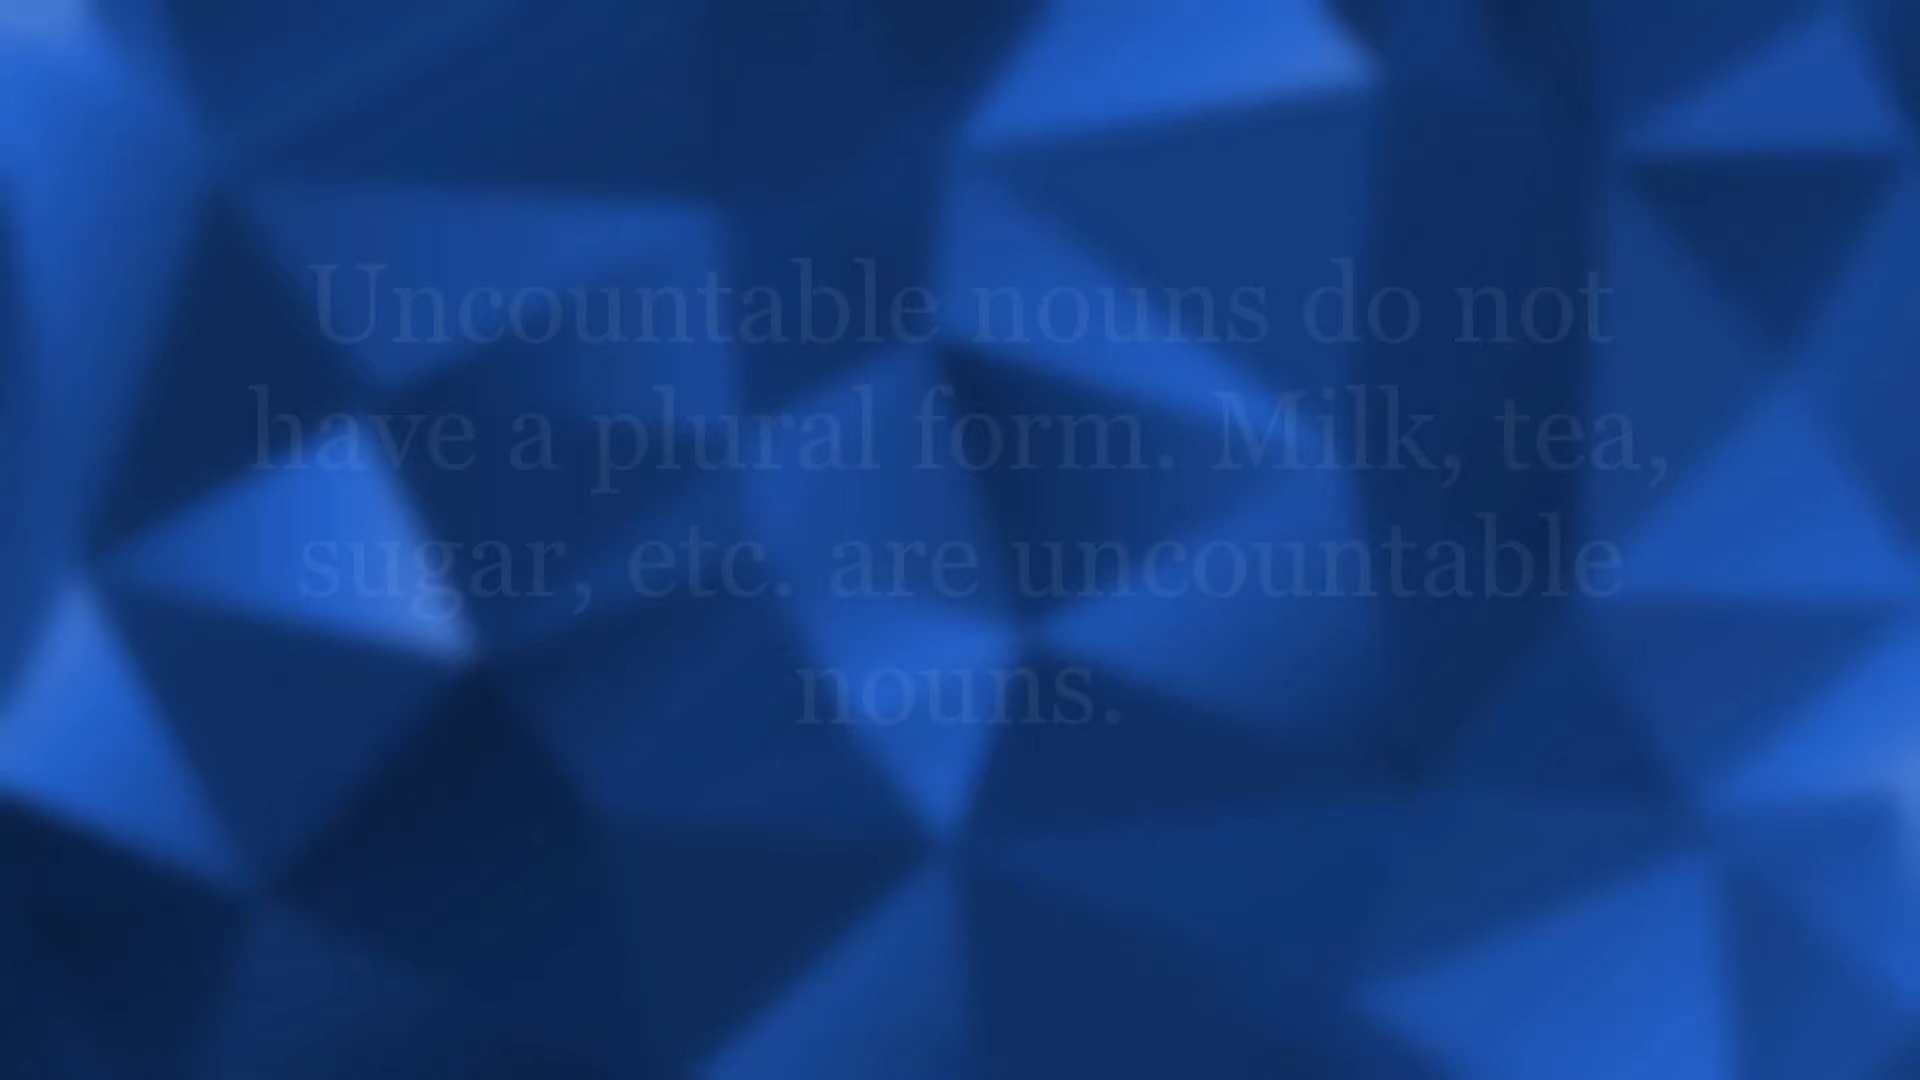 Uncountable nouns do not
have a plural form. Milk, tea,
sugar, etc. are uncountable
nouns.